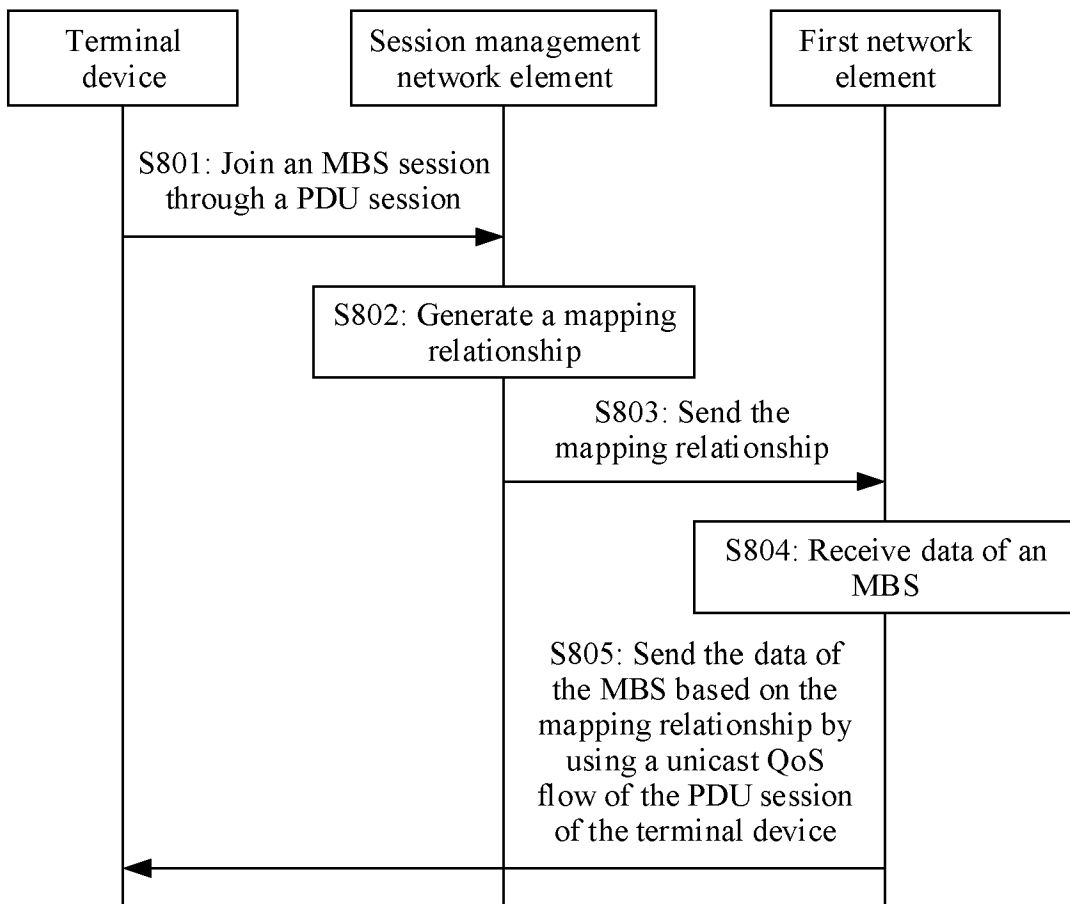 Terminal
device
Session management
network element
First network
element
S801: Join an MBS session
through a PDU session
S802: Generate a mapping
relationship
S803: Send the
mapping relationship
S804: Receive data of an
MBS
S805: Send the data of
the MBS based on the
mapping relationship by
using a unicast QoS
flow of the PDU session
of the terminal device